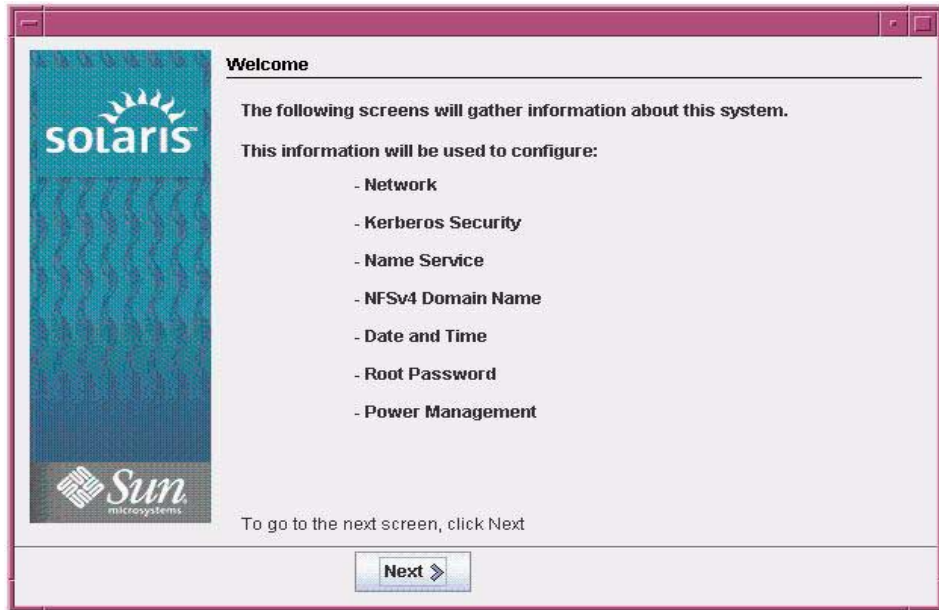 solaris™
Sun
microsystems
Welcome
The following screens will gather information about this system.
This information will be used to configure:
- Network
- Kerberos Security
- Name Service
- NFSv4 Domain Name
- Date and Time
- Root Password
- Power Management
To go to the next screen, click Next
Next